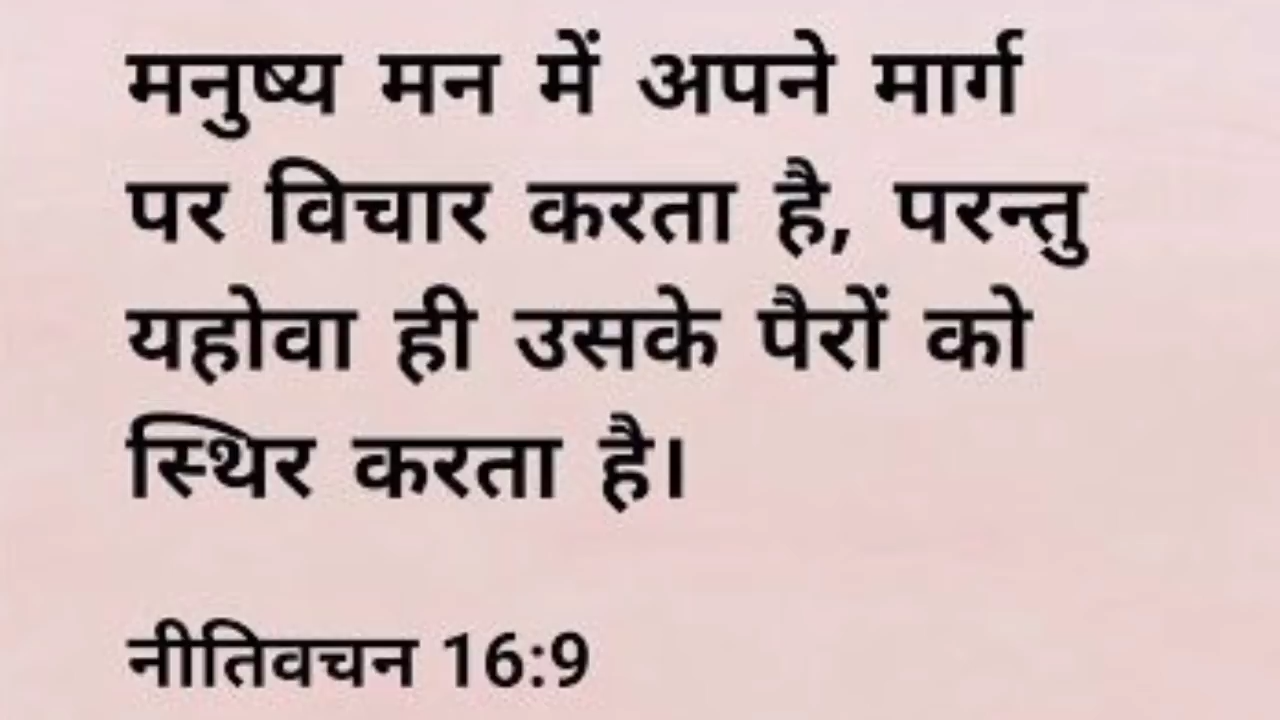 मनुष्य मन में अपने मार्ग
पर विचार करता है, परन्तु
यहोवा ही उसके पैरों को
स्थिर करता है।
नीतिवचन 16:9